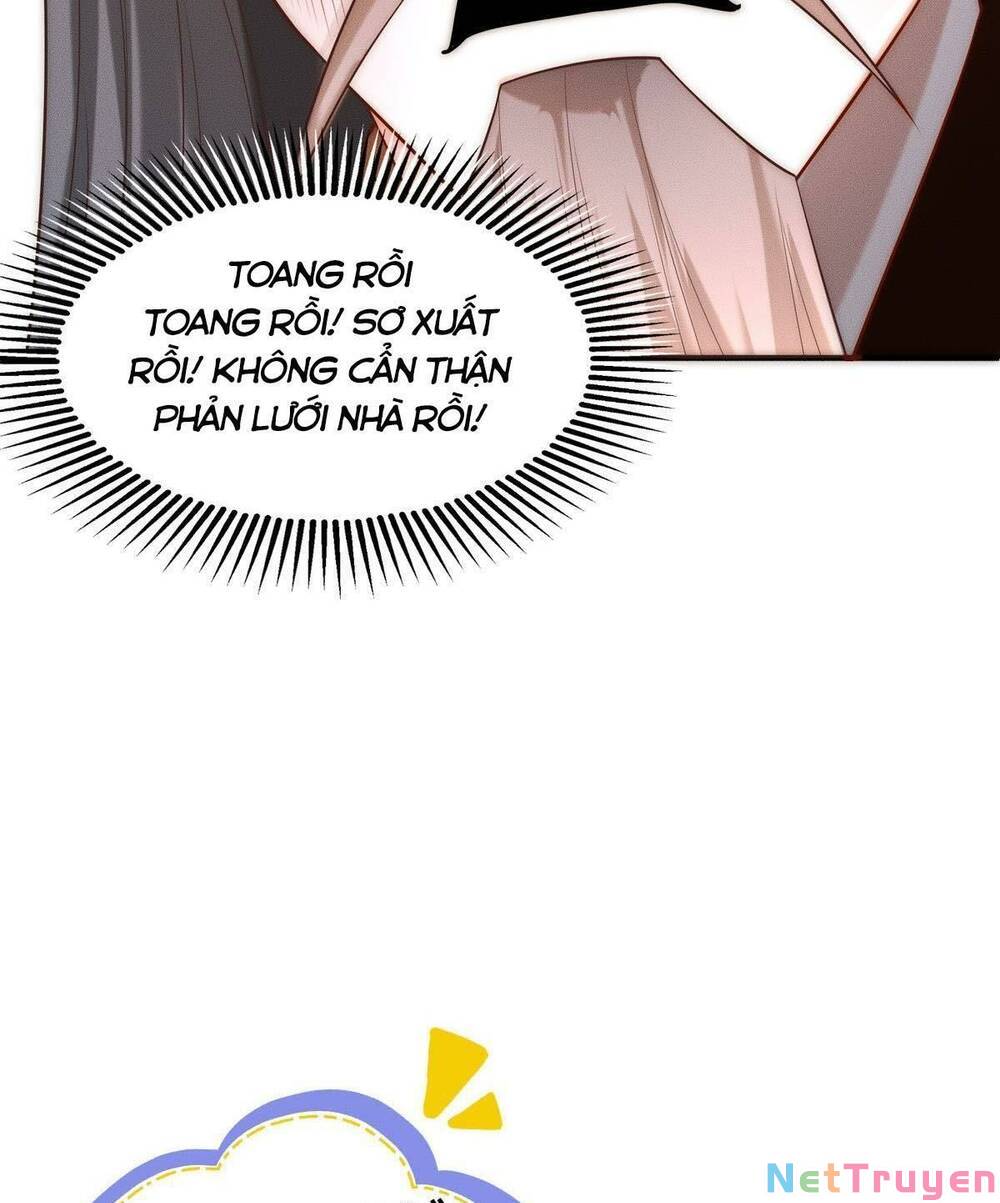 TOANG RỒI
TOANG RỒI! SƠ XUẤT
RỒI! KHÔNG CẨN THẬN
PHẢN LƯỚI NHÀ RỒI!
NetTruyen